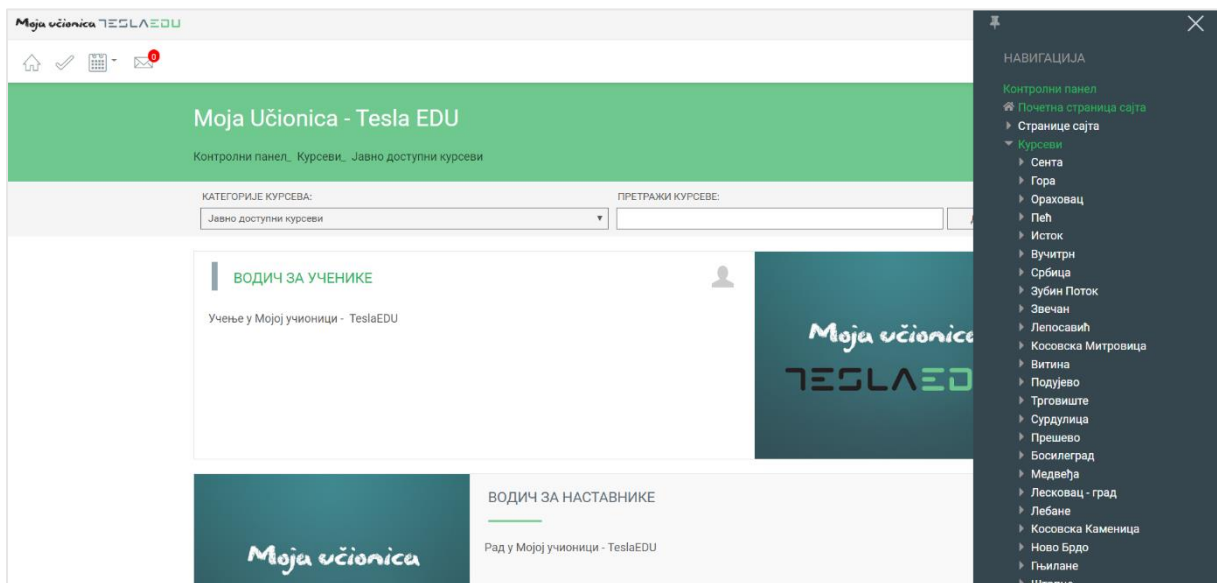 Moja učionica TESLAEDU
0
Moja Učionica - Tesla EDU
Контролни панел_ Курсеви_ Јавно доступни курсеви
КАТЕГОРИЈЕ КУРСЕВА:
Јавно доступни курсеви
ПРЕТРАЖИ КУРСЕВЕ:
ВОДИЧ ЗА УЧЕНИКЕ
Учење у Мојој учионици - TeslaEDU
Moja učionica
TESLAED
Moja učionica
ВОДИЧ ЗА НАСТАВНИКЕ
Рад у Мојој учионици - TeslaEDU
НАВИГАЦИЈА
Контролни панел
Почетна страница сајта
Странице сајта
Курсеви
Сента
Гора
Ораховац
Пећ
Исток
Вучитрн
Србица
Зубин Поток
Звечан
Лепосавић
Косовска Митровица
Витина
Подујево
Трговиште
Сурдулица
Прешево
Босилеград
Медвеђа
Лесковац - град
Лебане
Косовска Каменица
Ново Брдо
Гњилане